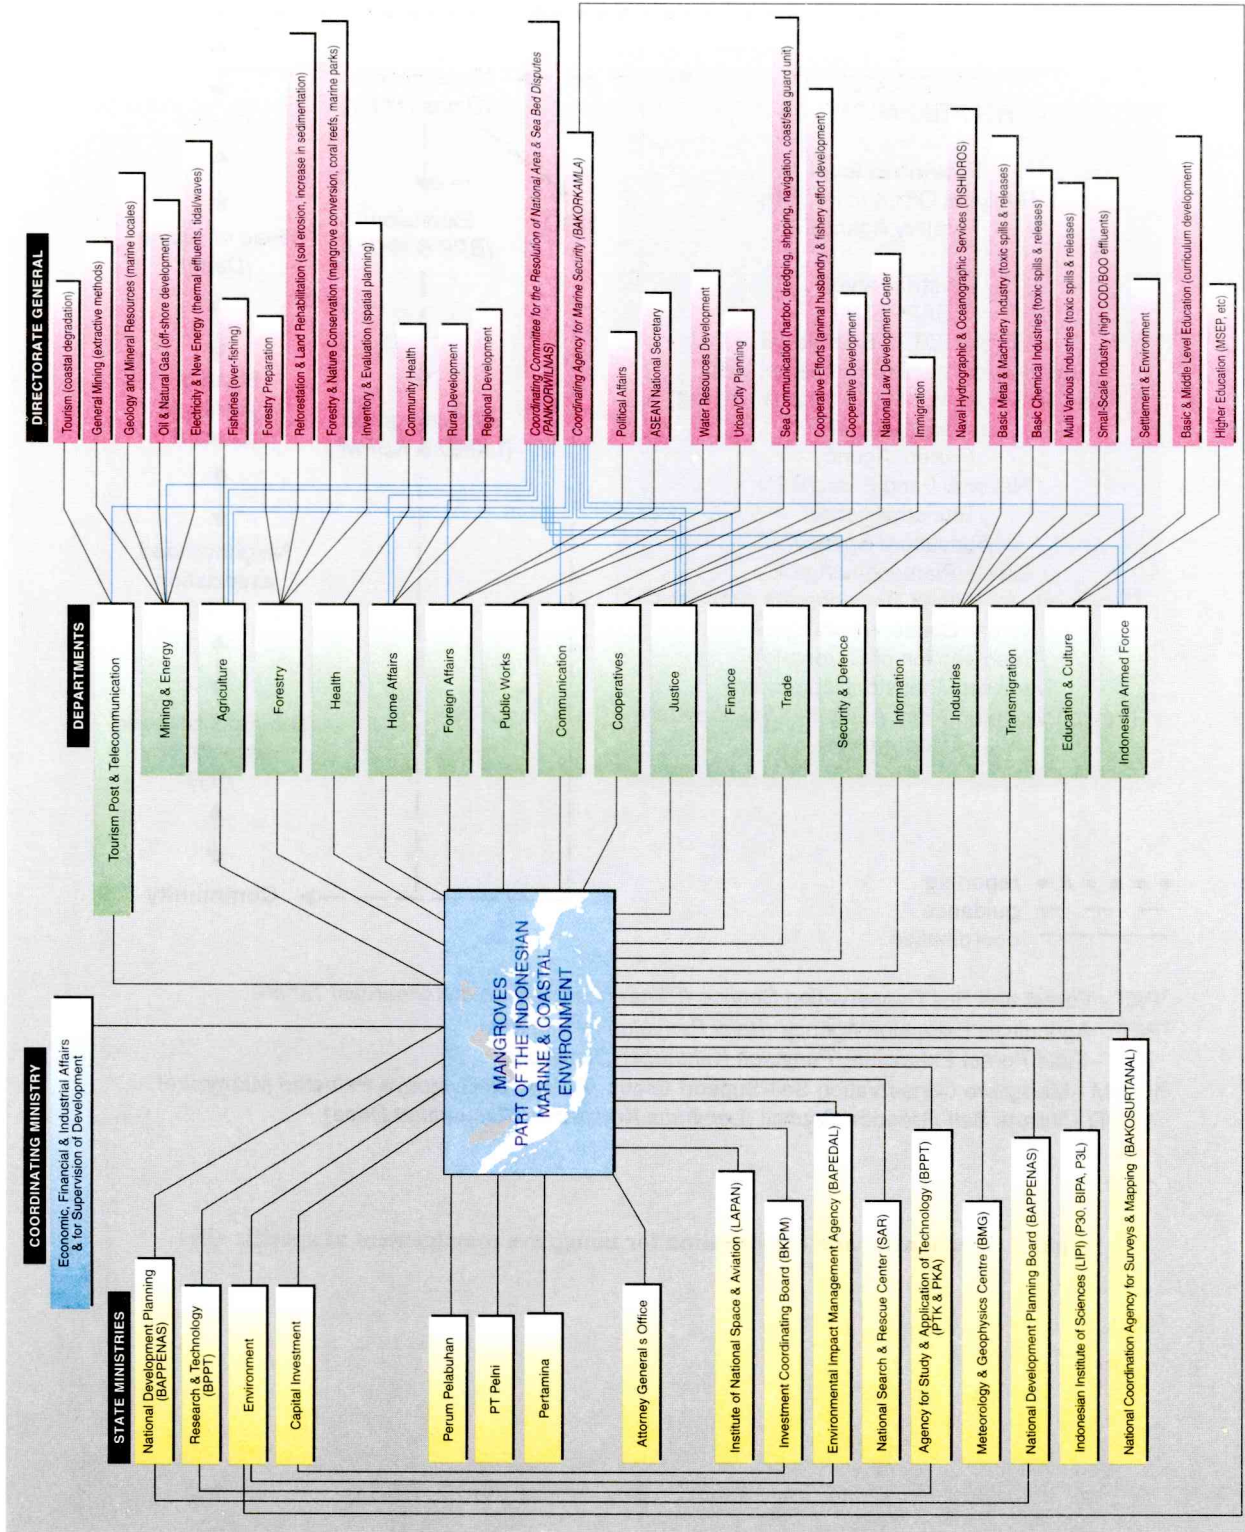 COORDINATING MINISTRY
Economic, Financial & Industrial Affairs
& for Supervision of Development
STATE MINISTRIES
National Development Planning
(BAPPENAS)
Research & Technology
(BPPT)
Environment
Capital Investment
Perum Pelabuhan
PT Pelni
Pertamina
Attorney General s Office
Institute of National Space & Aviation (LAPAN)
Investment Coordinating Board (BKPM)
Environmental Impact Management Agency (BAPEDAL)
National Search & Rescue Center (SAR)
Agency for Study & Application of Technology (BPPT)
(PTK & PKA)
Meteorology & Geophysics Centre (BMG)
National Development Planning Board (BAPPENAS)
Indonesian Institute of Sciences (LIPI) (P30, BIPA, P3L)
National Coordination Agency for Surveys & Mapping (BAKOSURTANAL)
MANGROVES
PART OF THE INDONESIAN
MARINE & COASTAL
ENVIRONMENT
DEPARTMENTS
Tourism Post & Telecommunication
Mining & Energy
Agriculture
Forestry
Health
Home Affairs
Foreign Affairs
Public Works
Communication
Cooperatives
Justice
Finance
Trade
Security & Defence
Information
Industries
Transmigration
Education & Culture
Indonesian Armed Force
DIRECTORATE GENERAL
Tourism (coastal degradation)
General Mining (extractive methods)
Geology and Mineral Resources (marine locales)
Oil & Natural Gas (off-shore development)
Electricity & New Energy (thermal effluents, tidal/waves)
Fisheries (over-fishing)
Forestry Preparation
Reforestation & Land Rehabilitation (soil erosion, increase in sedimentation)
Forestry & Nature Conservation (mangrove conversion, coral reefs, marine parks)
Inventory & Evaluation (spatial planning)
Community Health
Rural Development
Regional Development
Coordinating Committee for the Resolution of National Area & Sea Bed Disputes
(PANKORWILNAS)
Coordinating Agency for Marine Security (BAKORKAMLA)
Political Affairs
ASEAN National Secretary
Water Resources Development
Urban/City Planning
Sea Communication (harbor, dredging, shipping, navigation, coast/sea guard unit)
Cooperative Efforts (animal husbandry & fishery effort development)
Cooperative Development
National Law Development Center
Immigration
Naval Hydrographic & Oceanographic Services (DISHIDROS)
Basic Metal & Machinery Industry (toxic spills & releases)
Basic Chemical Industries (toxic spills & releases)
Multi Various Industries (toxic spills & releases)
Small-Scale Industry (high COD/BOO effluents)
Settlement & Environment
Basic & Middle Level Education (curriculum development)
Higher Education (MSEP, etc)